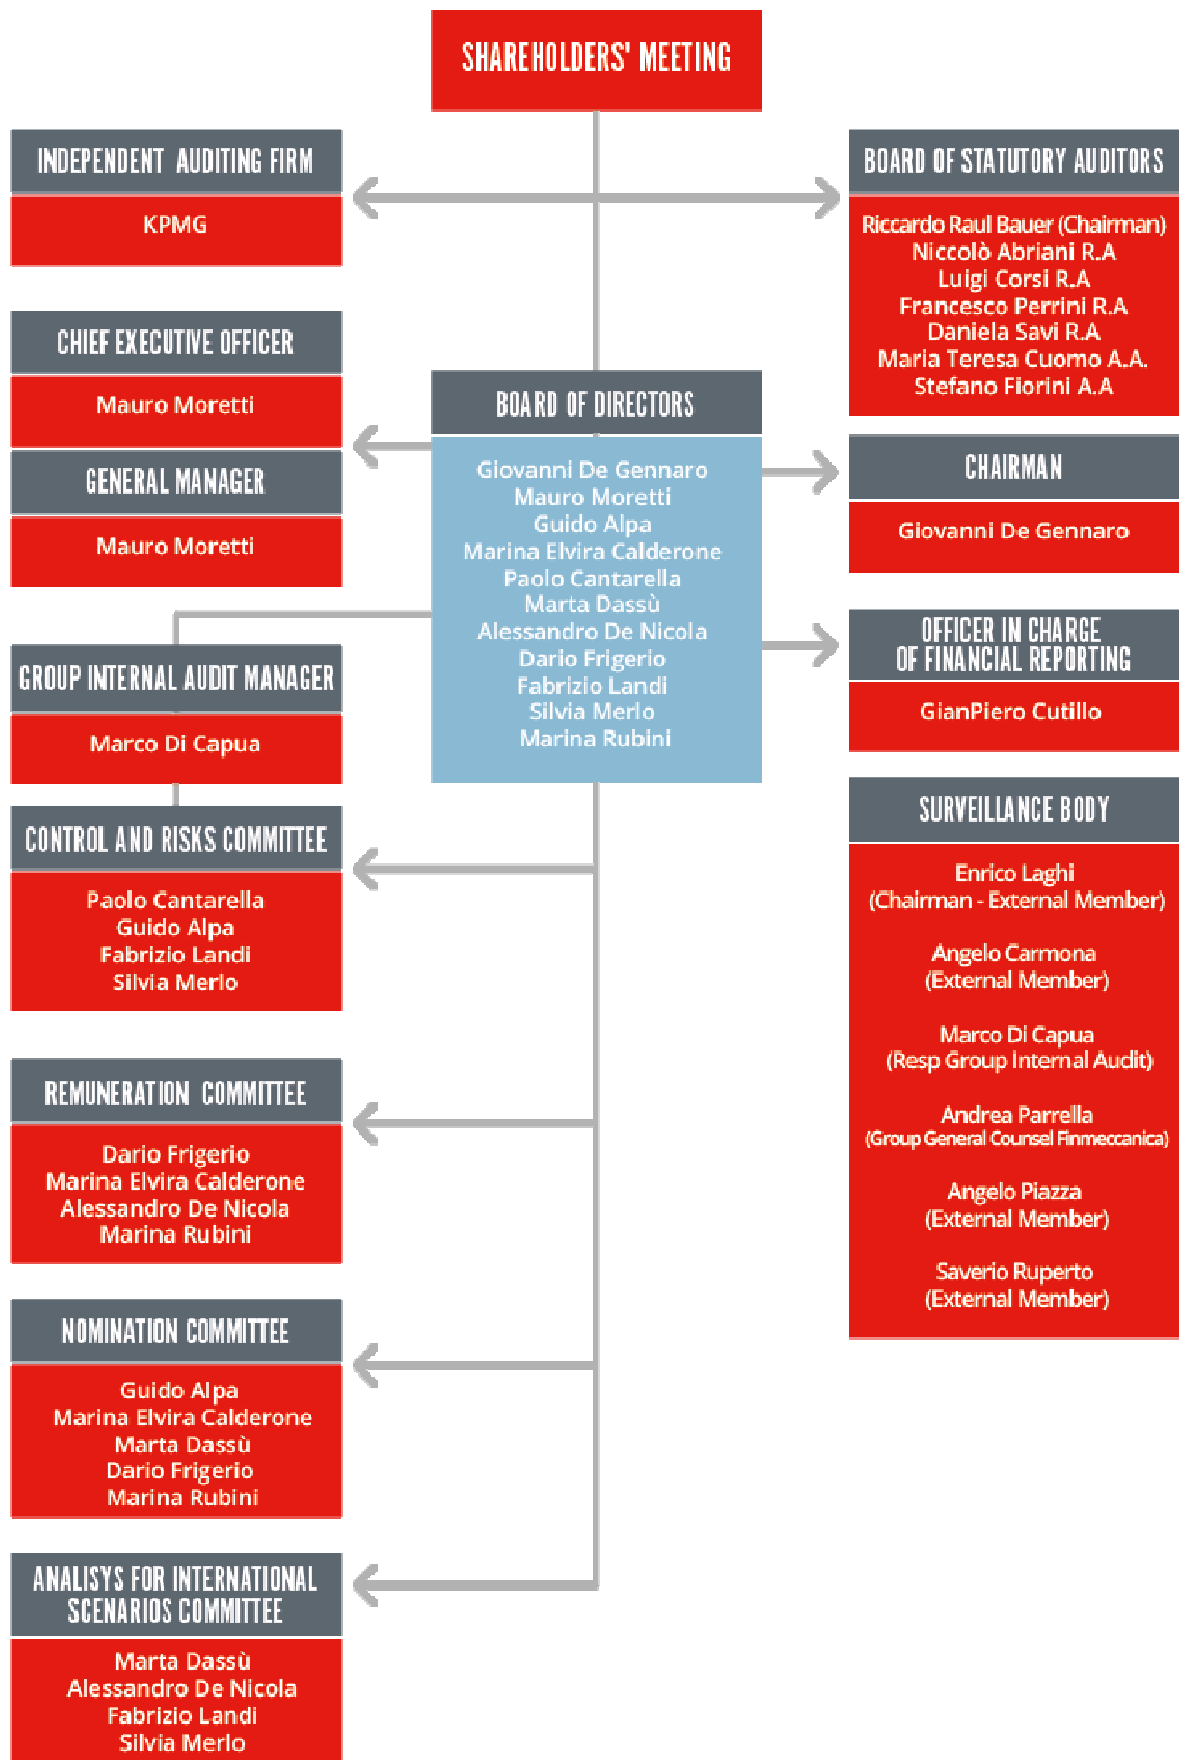 SHAREHOLDERS' MEETING
INDEPENDENT AUDITING FIRM
KPMG
BOARD OF STATUTORY AUDITORS
Riccardo Raul Bauer (Chairman)
Niccolò Abriani R.A
Luigi Corsi R.A
Francesco Perrini R.A
Daniela Savi R.A
Maria Teresa Cuomo A.A.
Stefano Fiorini A.A
CHIEF EXECUTIVE OFFICER
Mauro Moretti
GENERAL MANAGER
Mauro Moretti
BOARD OF DIRECTORS
Giovanni De Gennaro
Mauro Moretti
Guido Alpa
Marina Elvira Calderone
Paolo Cantarella
Marta Dassù
Alessandro De Nicola
Dario Frigerio
Fabrizio Landi
Silvia Merlo
Marina Rubini
CHAIRMAN
Giovanni De Gennaro
OFFICER IN CHARGE
OF FINANCIAL REPORTING
GianPiero Cutillo
GROUP INTERNAL AUDIT MANAGER
Marco Di Capua
CONTROL AND RISKS COMMITTEE
Paolo Cantarella
Guido Alpa
Fabrizio Landi
Silvia Merlo
SURVEILLANCE BODY
Enrico Laghi
(Chairman - External Member)
Angelo Carmona
(External Member)
Marco Di Capua
(Resp Group Internal Audit)
Andrea Parrella
(Group General Counsel Finmeccanica)
Angelo Piazza
(External Member)
Saverio Ruperto
(External Member)
REMUNERATION COMMITTEE
Dario Frigerio
Marina Elvira Calderone
Alessandro De Nicola
Marina Rubini
NOMINATION COMMITTEE
Guido Alpa
Marina Elvira Calderone
Marta Dassù
Dario Frigerio
Marina Rubini
ANALISYS FOR INTERNATIONAL
SCENARIOS COMMITTEE
Marta Dassù
Alessandro De Nicola
Fabrizio Landi
Silvia Merlo